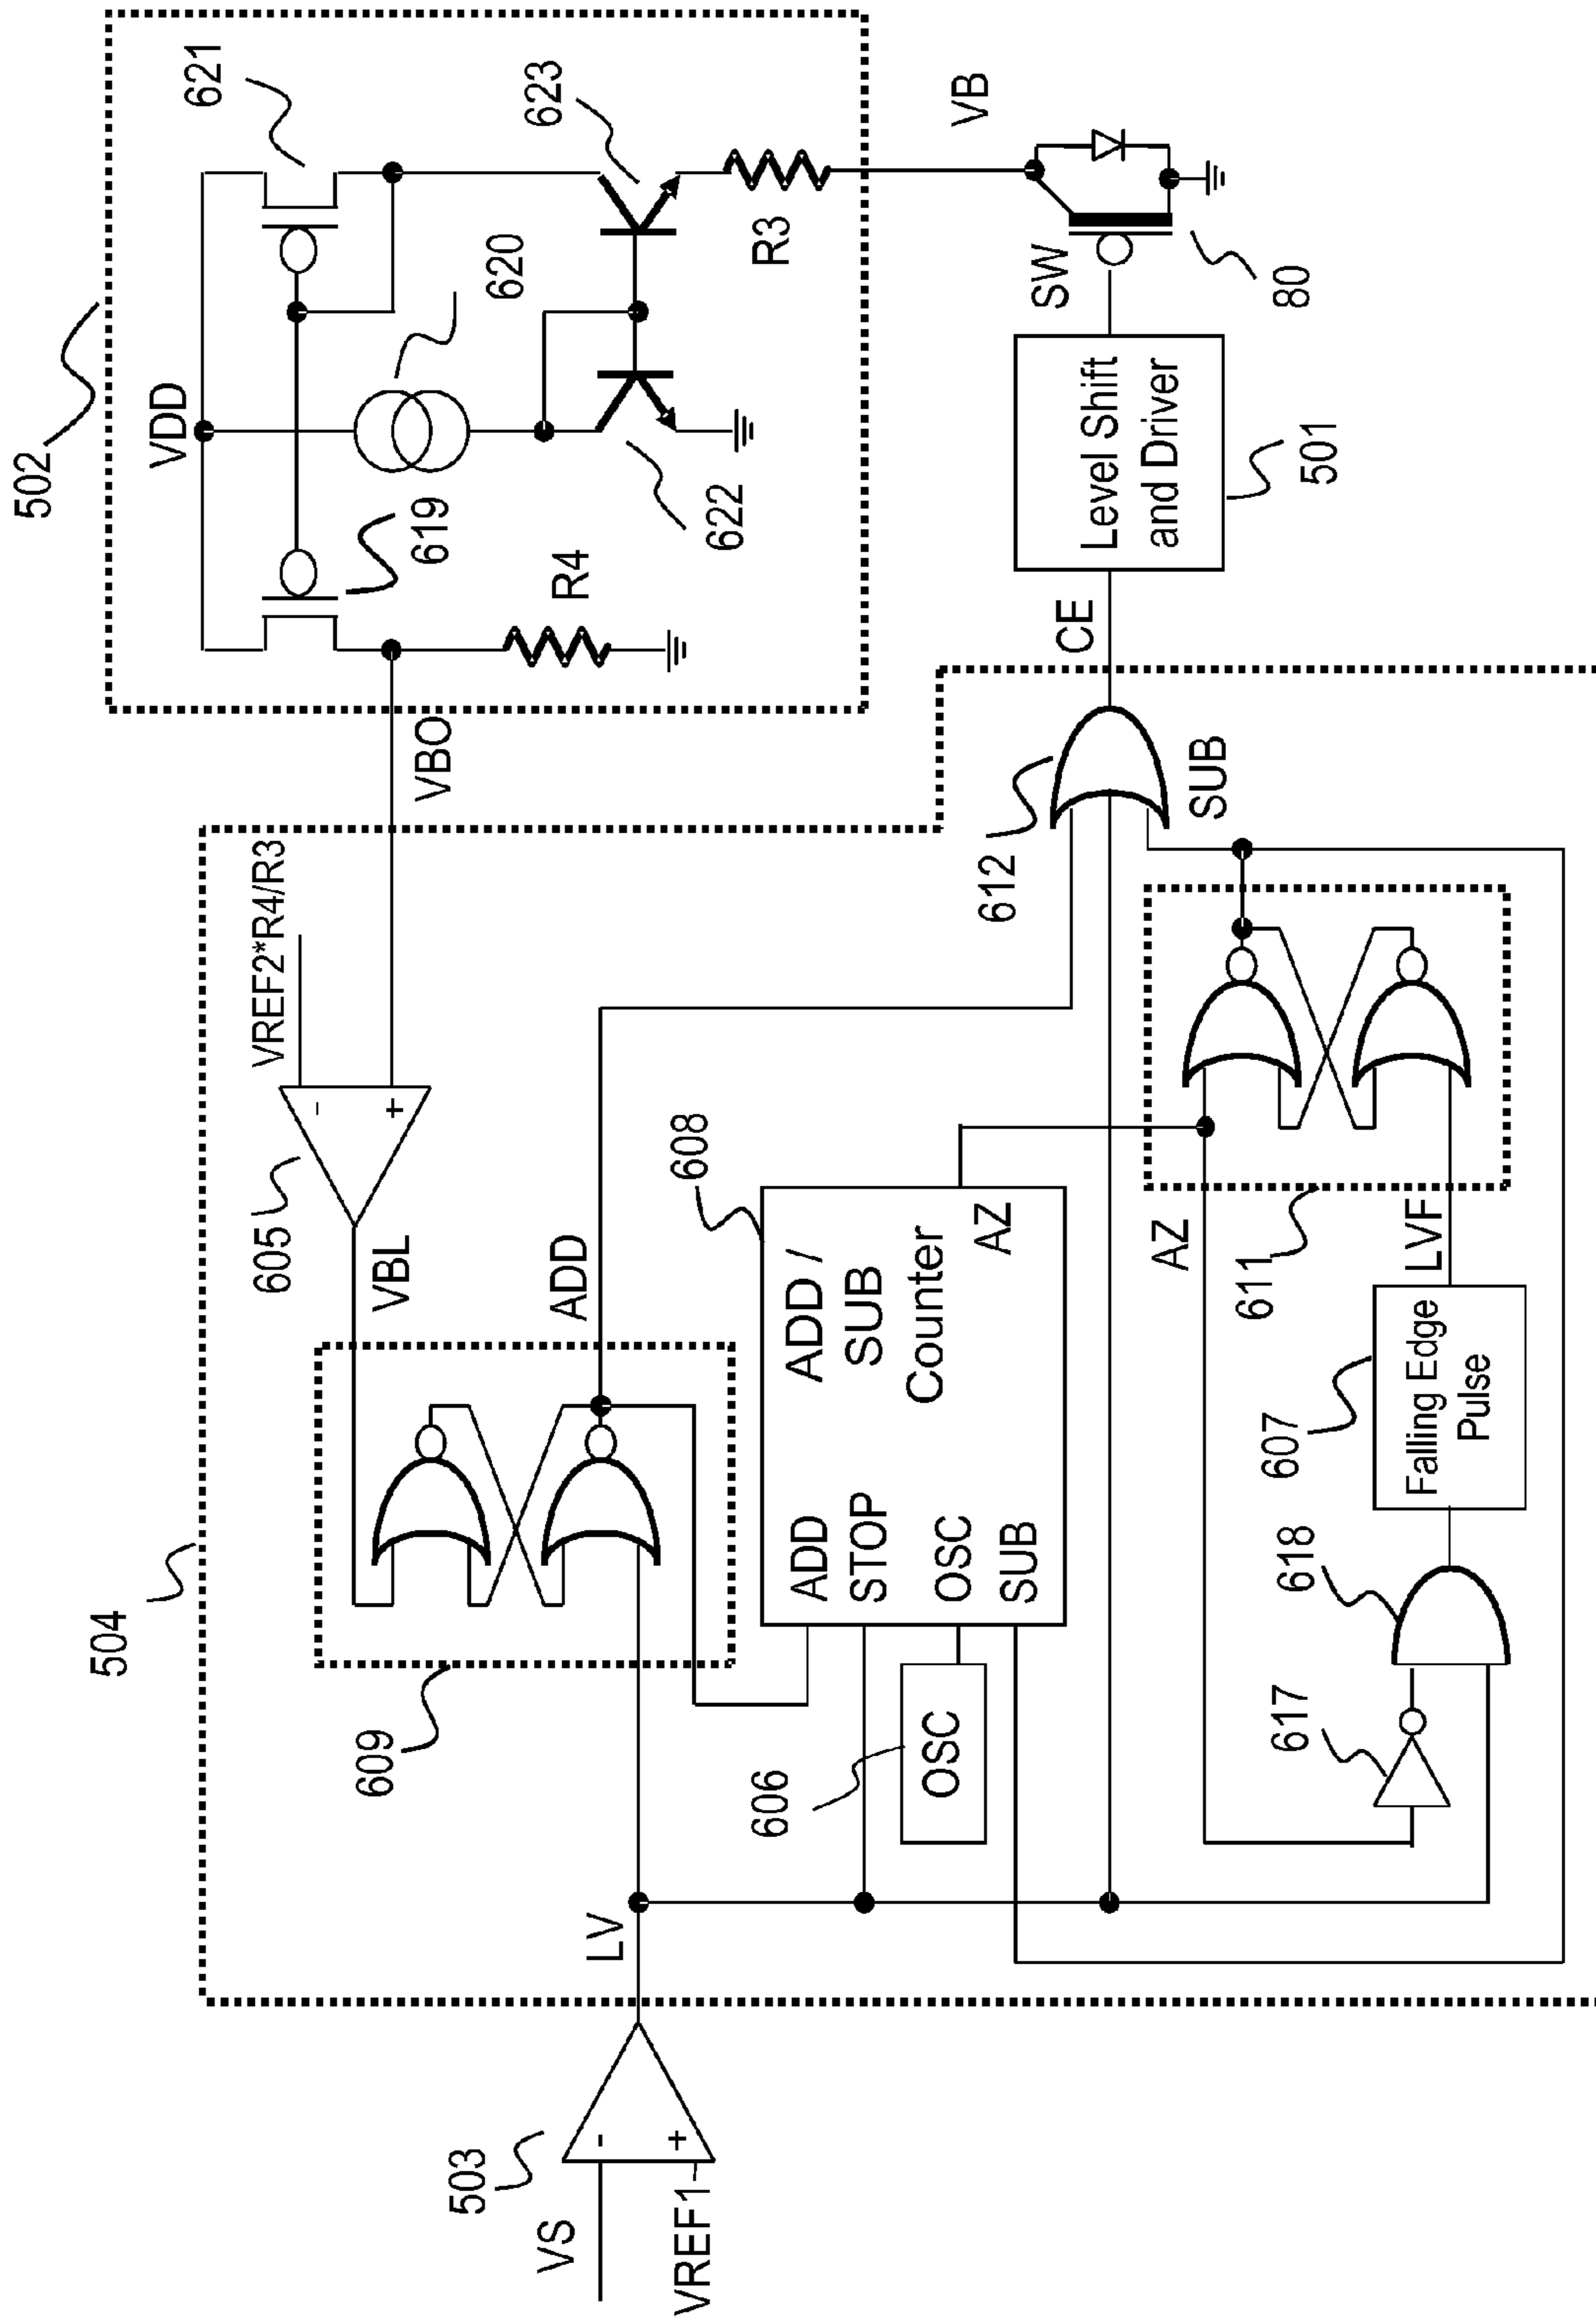 502
VDD
621
623
620
619
622
R4
R3
VB
VBO
SW
80
Level Shift
and Driver
501
CE
504
VREF2*R4/R3
-
+
605
VBL
612
SUB
609
ADD
608
ADD /
SUB
Counter
ADD
STOP
OSC
SUB
AZ
606
OSC
611
AZ
LVF
607
Falling Edge
Pulse
618
617
LV
503
VS
-
+
VREF1